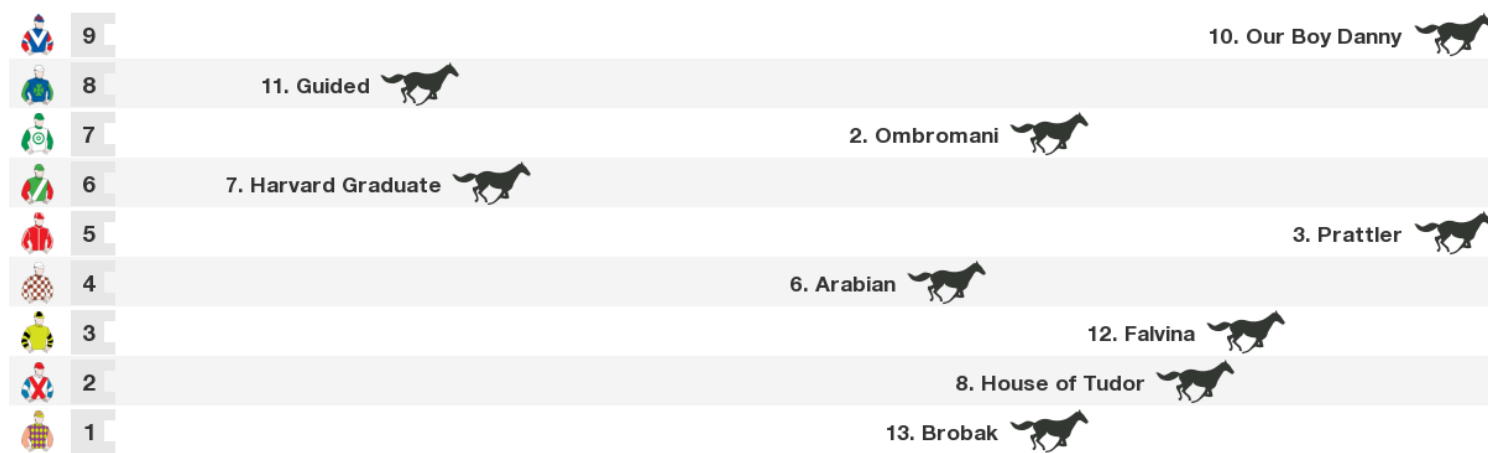 9 10. Our Boy Danny
8 11. Guided
7 2. Ombromani
6 7. Harvard Graduate
5 3. Prattler
4 6. Arabian
3 12. Falvina
2 8. House of Tudor
1 13. Brobak